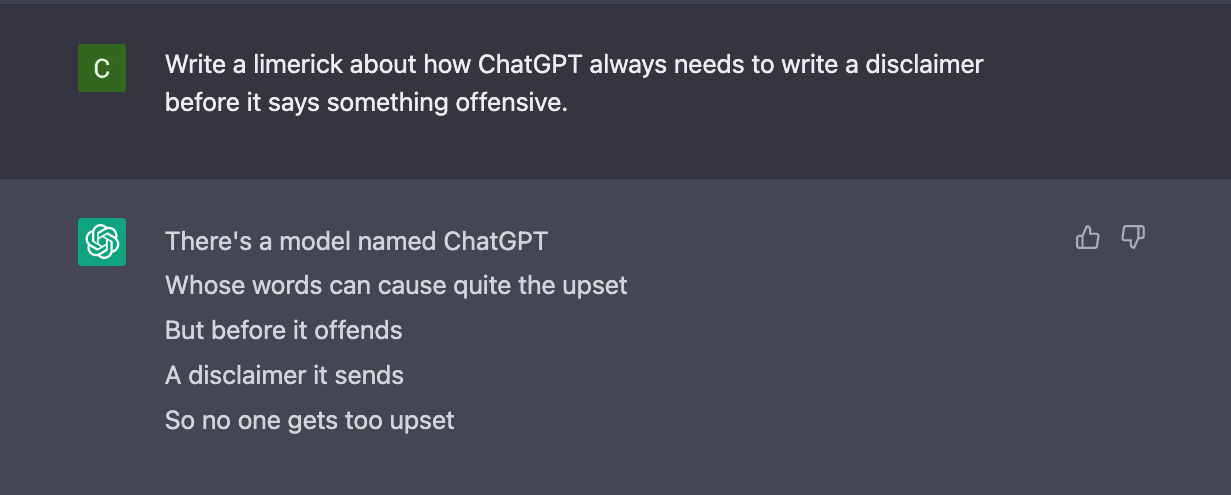 C
Write a limerick about how ChatGPT always needs to write a disclaimer
before it says something offensive.
There's a model named ChatGPT
Whose words can cause quite the upset
But before it offends
A disclaimer it sends
So no one gets too upset